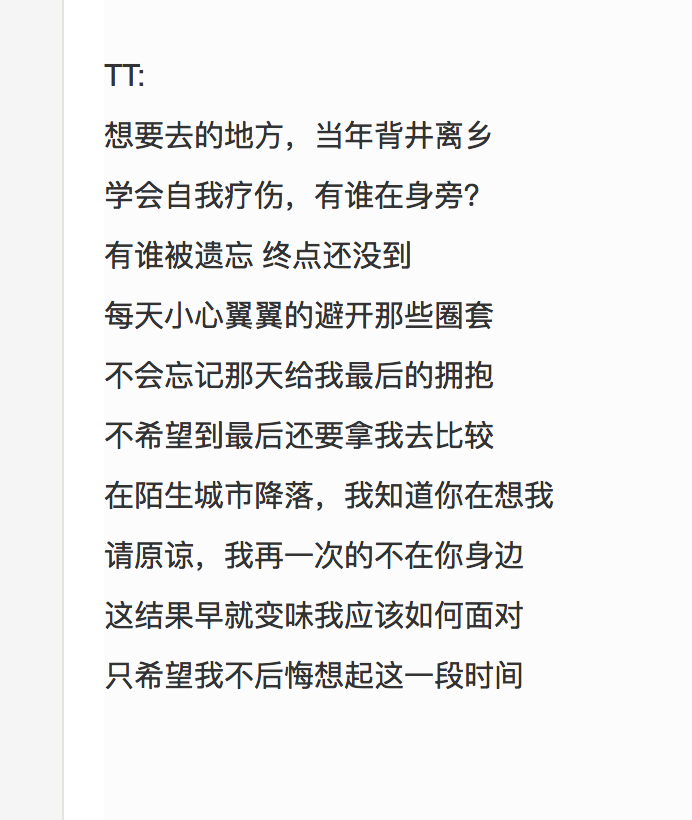 TT:
想要去的地方，当年背井离乡
学会自我疗伤，有谁在身旁？
有谁被遗忘 终点还没到
每天小心翼翼的避开那些圈套
不会忘记那天给我最后的拥抱
不希望到最后还要拿我去比较
在陌生城市降落，我知道你在想我
请原谅，我再一次的不在你身边
这结果早就变味我应该如何面对
只希望我不后悔想起这一段时间